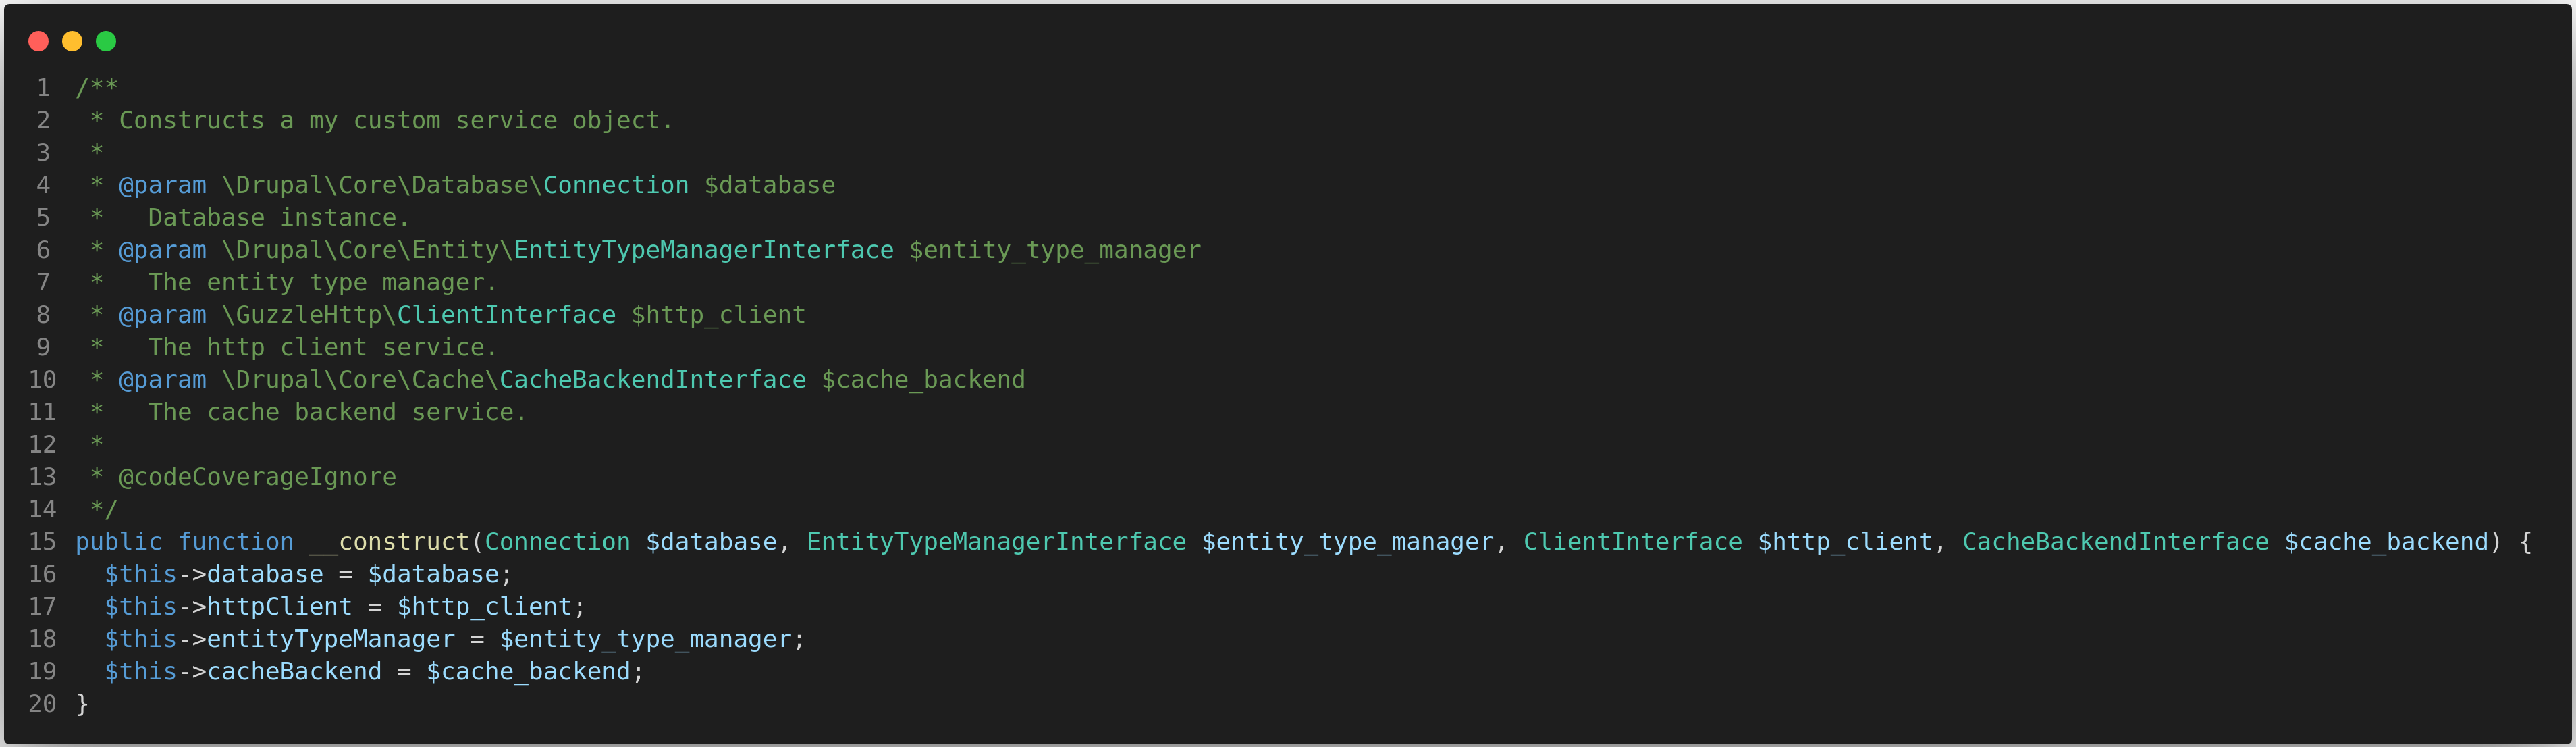 1 /**
2  * Constructs a my custom service object.
3  *
4  * @param \Drupal\Core\Database\Connection $database
5  *   Database instance.
6  * @param \Drupal\Core\Entity\EntityTypeManagerInterface $entity_type_manager
7  *   The entity type manager.
8  * @param \GuzzleHttp\ClientInterface $http_client
9  *   The http client service.
10  * @param \Drupal\Core\Cache\CacheBackendInterface $cache_backend
11  *   The cache backend service.
12  *
13  * @codeCoverageIgnore
14  */
15 public function __construct(Connection $database, EntityTypeManagerInterface $entity_type_manager, ClientInterface $http_client, CacheBackendInterface $cache_backend) {
16   $this->database = $database;
17   $this->httpClient = $http_client;
18   $this->entityTypeManager = $entity_type_manager;
19   $this->cacheBackend = $cache_backend;
20 }